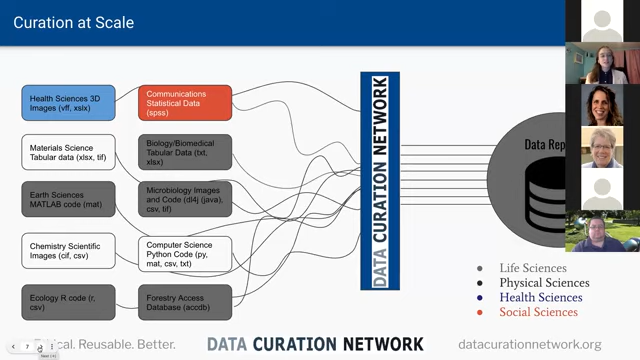 Curation at Scale
Health Sciences 3D
Images (vff, xslx)
Communications
Statistical Data
(spss)
Materials Science
Tabular data (xlsx, tif)
Biology/Biomedical
Tabular Data (txt,
xlsx)
Earth Sciences
MATLAB code (mat)
Microbiology Images
and Code (dl4j (java),
csv, tif)
Chemistry Scientific
Images (cif, csv)
Computer Science
Python Code (py,
mat, csv, txt)
Ecology R code (r,
csv)
Forestry Access
Database (accdb)
DATA CURATION NETWORK
Data Rep
Life Sciences
Physical Sciences
Health Sciences
Social Sciences
7
Reusable. Better.
DATA CURATION NETWORK
datacurationnetwork.org